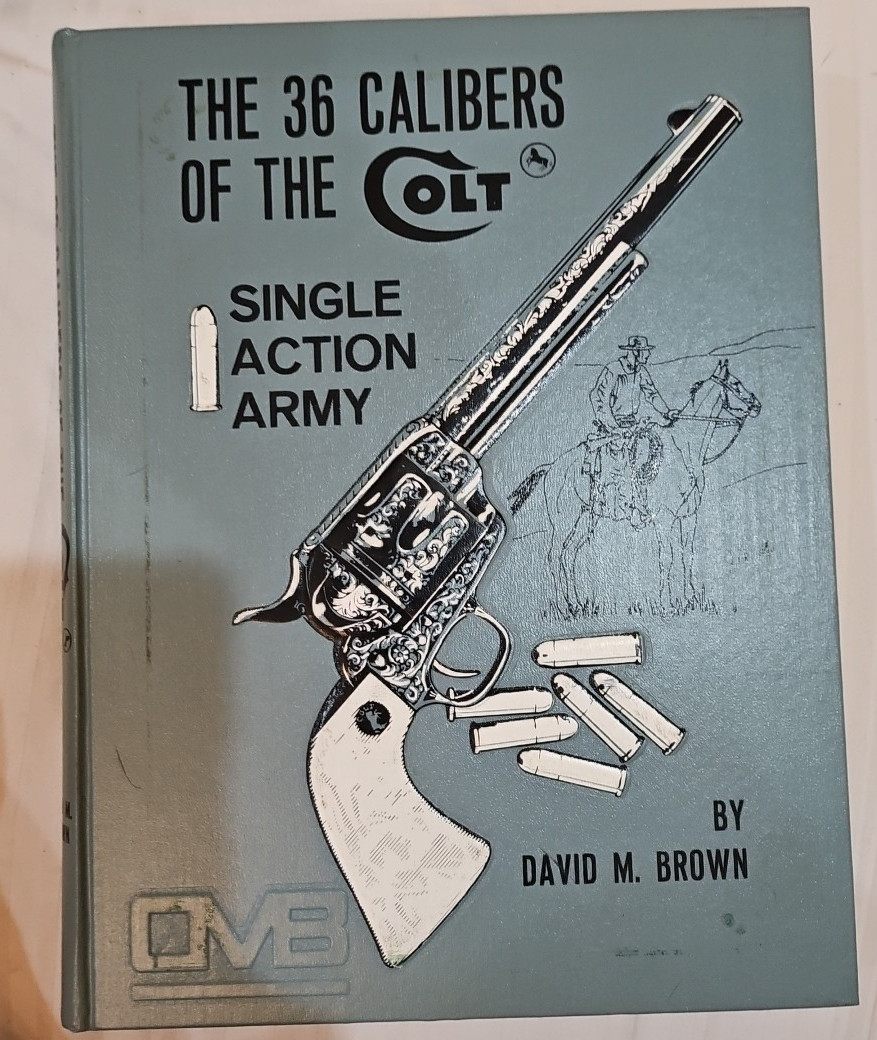 THE 36 CALIBERS
OF THE COLT
SINGLE
ACTION
ARMY
BY
DAVID M. BROWN
DMB